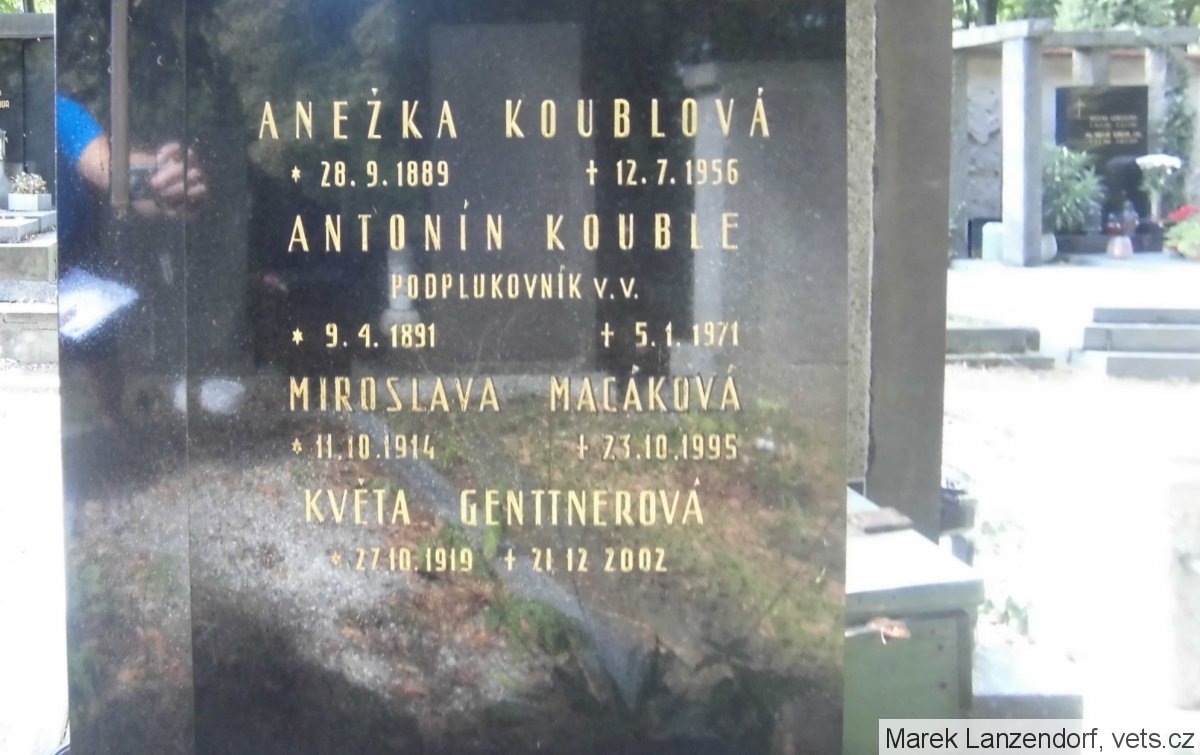 ANEŽKA KOUBLOVÁ
* 28. 9. 1889 † 12. 7. 1956
ANTONÍN KOUBLE
PODPLUKOVNÍK V. V.
* 9. 4. 1891 † 5. 1. 1971
MIROSLAVA MACÁKOVÁ
* 11.10.1914 † 23.10.1995
KVĚTA GENTTNEROVÁ
* 27 10.1919 † 21 12 2002
Marek Lanzendorf, vets.cz